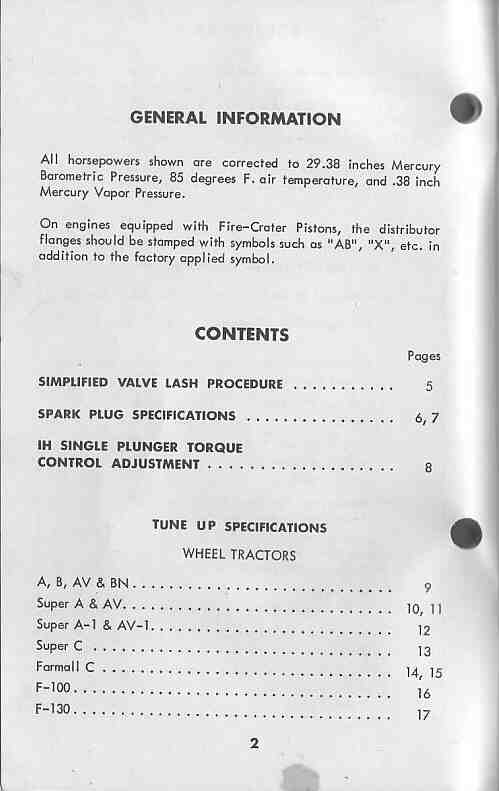 GENERAL INFORMATION
All horsepowers shown are corrected to 29.38 inches Mercury
Barometric Pressure, 85 degrees F. air temperature, and .38 inch
Mercury Vapor Pressure.
On engines equipped with Fire-Crater Pistons, the distributor
flanges should be stamped with symbols such as "AB", "X", etc. in
addition to the factory applied symbol.
CONTENTS
Pages
SIMPLIFIED VALVE LASH PROCEDURE . . . . . . . . . . . 5
SPARK PLUG SPECIFICATIONS . . . . . . . . . . . . . . . . 6, 7
IH SINGLE PLUNGER TORQUE
CONTROL ADJUSTMENT . . . . . . . . . . . . . . . . . . . . 8
TUNE UP SPECIFICATIONS
WHEEL TRACTORS
A, B, AV & BN. . . . . . . . . . . . . . . . . . . . . . . . . . . . 9
Super A & AV. . . . . . . . . . . . . . . . . . . . . . . . . . . . . 10, 11
Super A-1 & AV-1. . . . . . . . . . . . . . . . . . . . . . . . . . 12
Super C . . . . . . . . . . . . . . . . . . . . . . . . . . . . . . . . 13
Farmall C . . . . . . . . . . . . . . . . . . . . . . . . . . . . . . . 14, 15
F-100. . . . . . . . . . . . . . . . . . . . . . . . . . . . . . . . . . 16
F-130. . . . . . . . . . . . . . . . . . . . . . . . . . . . . . . . . . 17
2